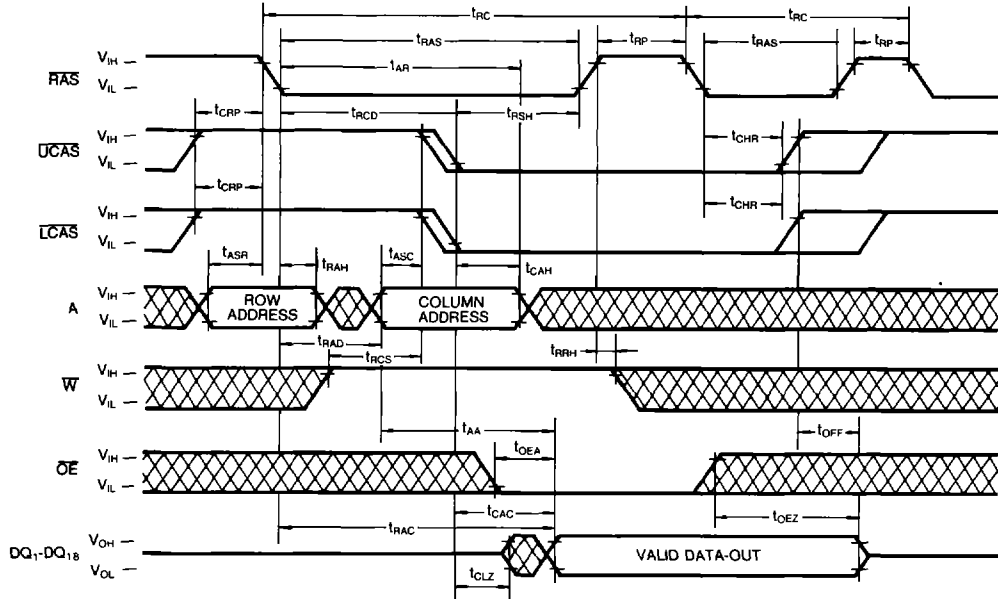 tRC tRC
tRAS tRP tRAS tRP
tAR
RAS VIH
VIL
tCRP tRCD tRSH
UCAS VIH
VIL
tCHR
tCRP
tCHR
LCAS VIH
VIL
tASR tRAH tASC tCAH
A VIH
VIL
ROW ADDRESS
COLUMN ADDRESS
tRAD
tRCS
tRRH
W VIH
VIL
tAA tOFF
tOEA
OE VIH
VIL
tCAC tOEZ
tRAC
DQ1-DQ18 VOH
VOL
VALID DATA-OUT
tCLZ